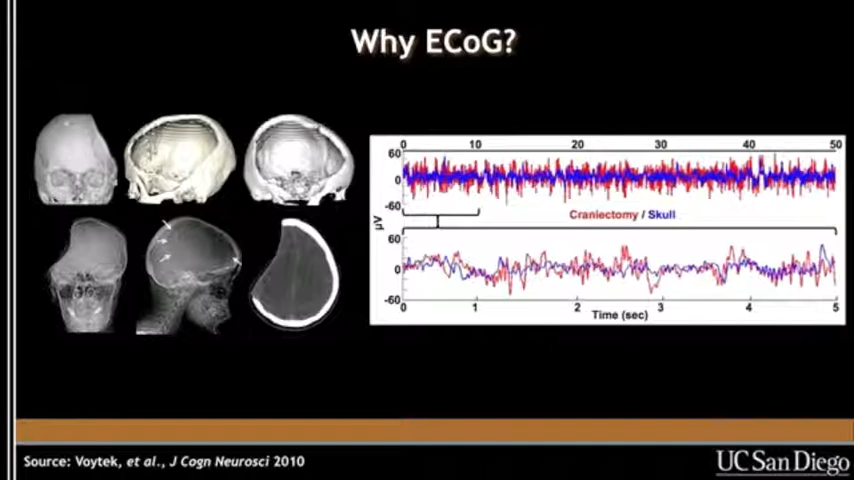 Why ECoG?
0 10 20 30 40 50
60
0
-60
Craniectomy / Skull
µV
60
0
-60
0 1 2 3 4 5
Time (sec)
Source: Voytek, et al., J Cogn Neurosci 2010
UC San Diego